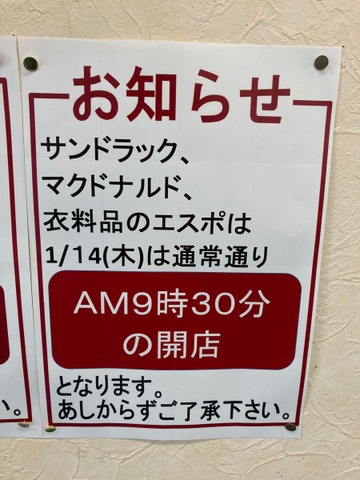 お知らせ
サンドラック、
マクドナルド、
衣料品のエスポは
1/14(木)は通常通り
AM9時30分
の開店
となります。
あしからずご了承下さい。
い。